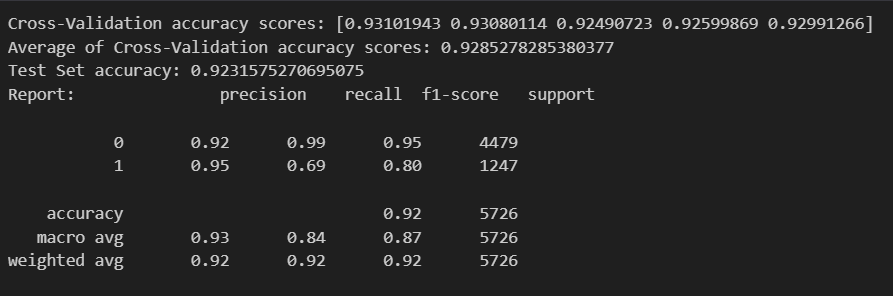 Cross-Validation accuracy scores: [0.93101943 0.93080114 0.92490723 0.92599869 0.92991266]
Average of Cross-Validation accuracy scores: 0.9285278285380377
Test Set accuracy: 0.9231575270695075
Report:               precision    recall  f1-score   support

           0       0.92      0.99      0.95      4479
           1       0.95      0.69      0.80      1247

    accuracy                           0.92      5726
   macro avg       0.93      0.84      0.87      5726
weighted avg       0.92      0.92      0.92      5726